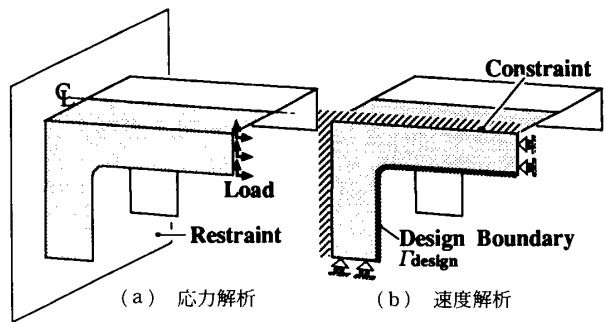 ℄
Load
Restraint
(a) 応力解析
Constraint
Design Boundary
Γdesign
(b) 速度解析